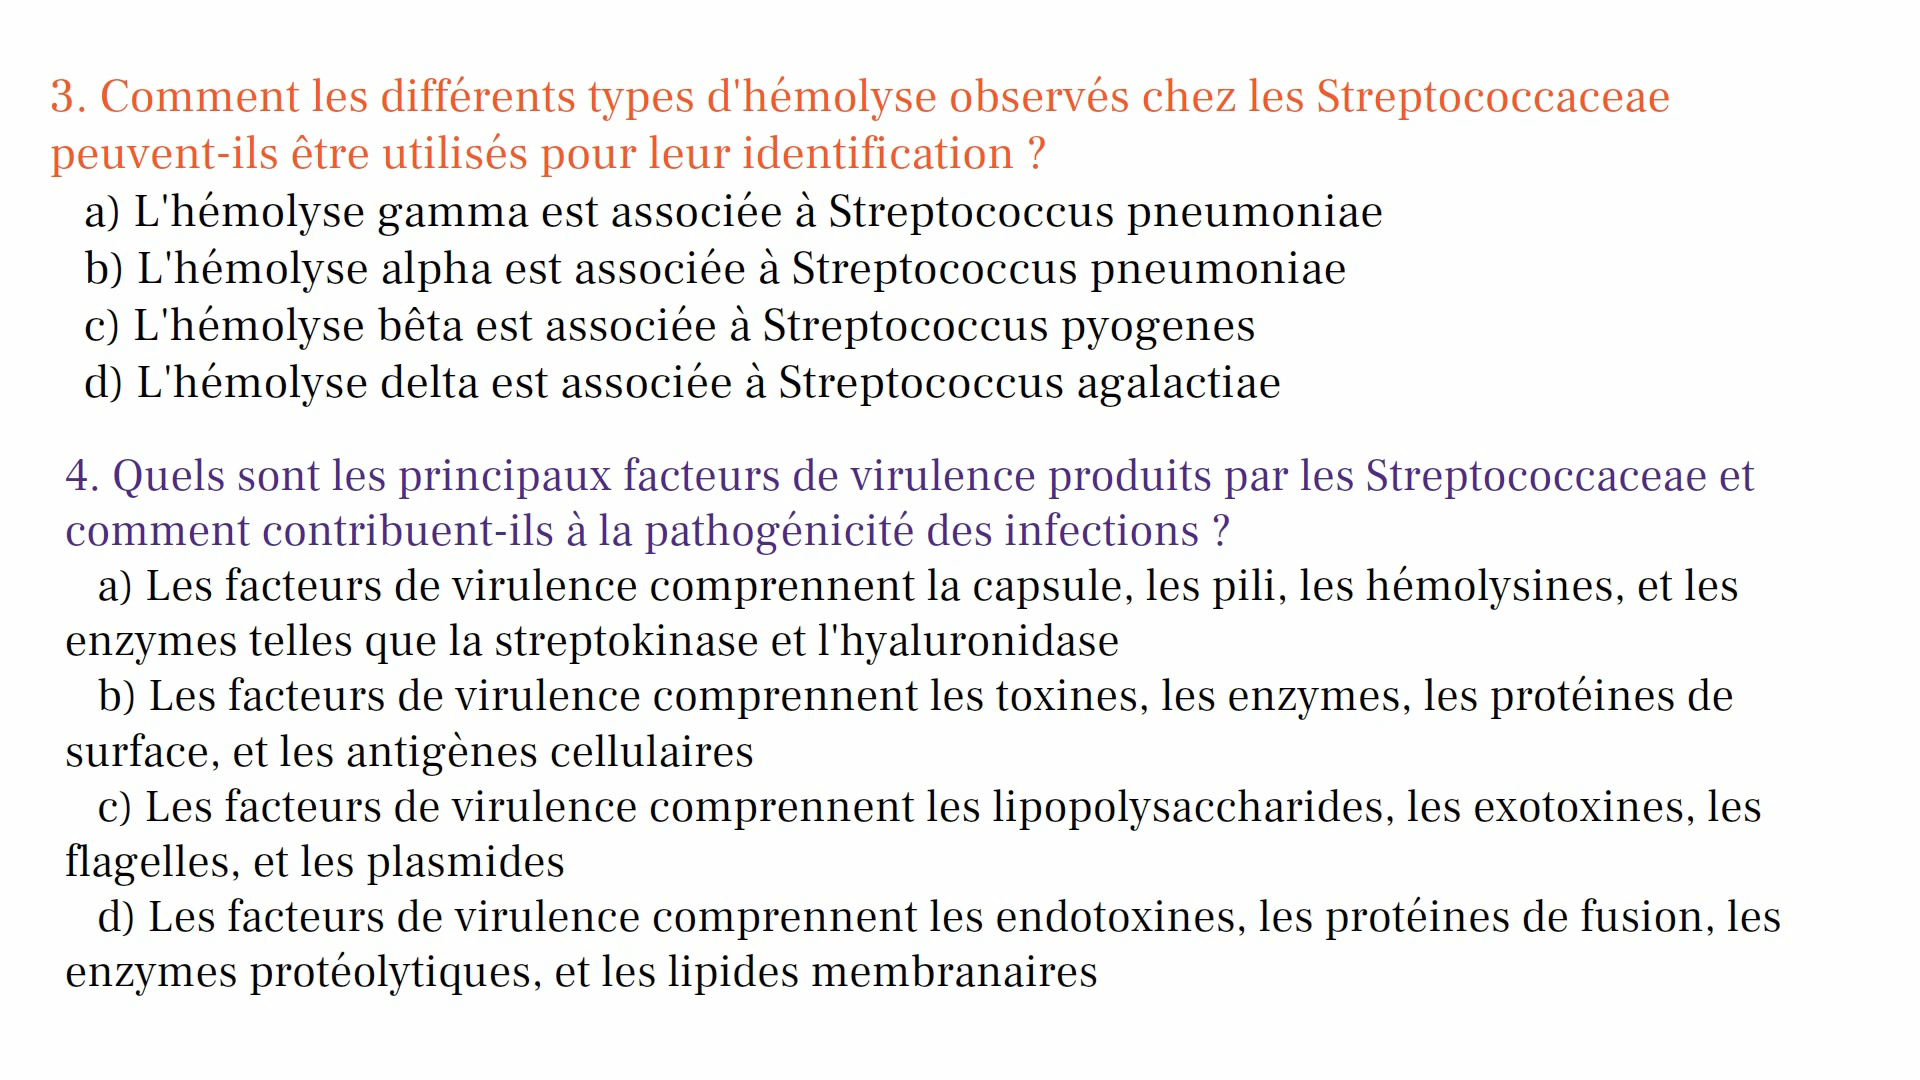 3. Comment les différents types d'hémolyse observés chez les Streptococcaceae
peuvent-ils être utilisés pour leur identification ?
a) L'hémolyse gamma est associée à Streptococcus pneumoniae
b) L'hémolyse alpha est associée à Streptococcus pneumoniae
c) L'hémolyse bêta est associée à Streptococcus pyogenes
d) L'hémolyse delta est associée à Streptococcus agalactiae
4. Quels sont les principaux facteurs de virulence produits par les Streptococcaceae et
comment contribuent-ils à la pathogénicité des infections ?
a) Les facteurs de virulence comprennent la capsule, les pili, les hémolysines, et les
enzymes telles que la streptokinase et l'hyaluronidase
b) Les facteurs de virulence comprennent les toxines, les enzymes, les protéines de
surface, et les antigènes cellulaires
c) Les facteurs de virulence comprennent les lipopolysaccharides, les exotoxines, les
flagelles, et les plasmides
d) Les facteurs de virulence comprennent les endotoxines, les protéines de fusion, les
enzymes protéolytiques, et les lipides membranaires